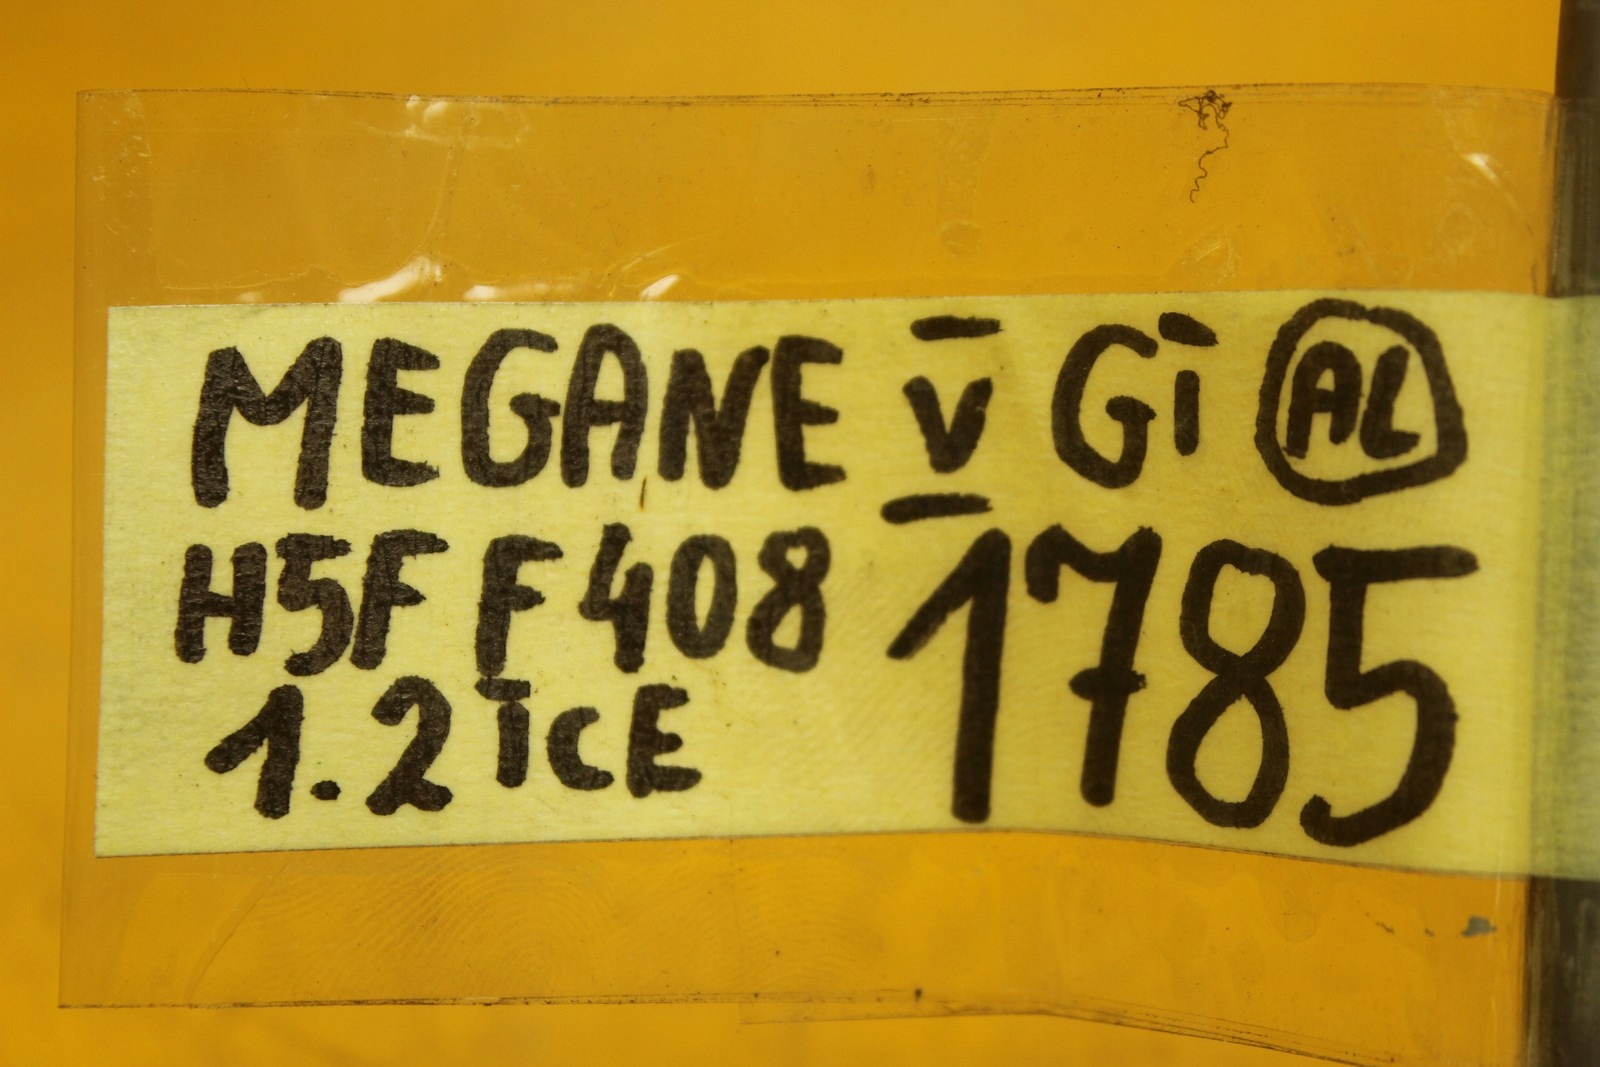 MEGANE V Gi AL
H5F F408 1785
1.2 TCE